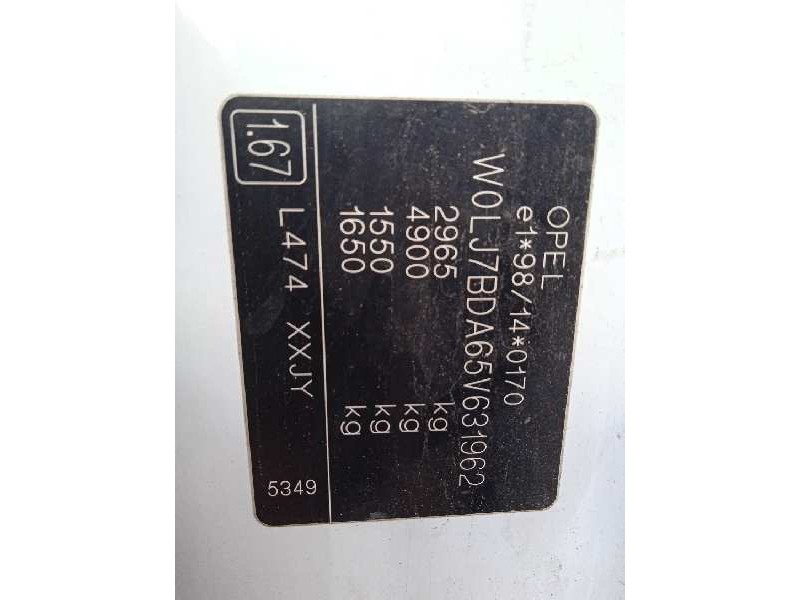 OPEL
e1*98/14*0170
W0LJ7BDA65V631962
2965 kg
4900 kg
1550 kg
1650 kg
L474 XXJY
1.67
5349